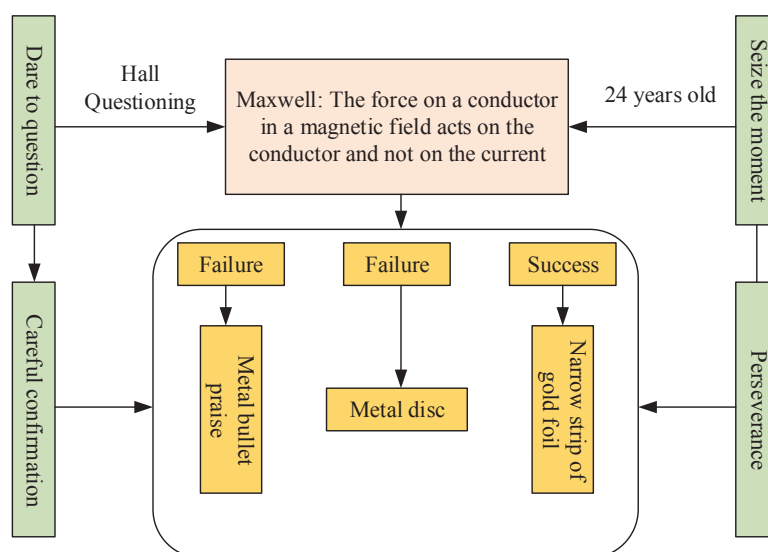 Dare to question
Hall
Questioning
Maxwell: The force on a conductor
in a magnetic field acts on the
conductor and not on the current
24 years old
Seize the moment
Careful confirmation
Failure
Failure
Success
Metal bullet
praise
Metal disc
Narrow strip of
gold foil
Perseverance